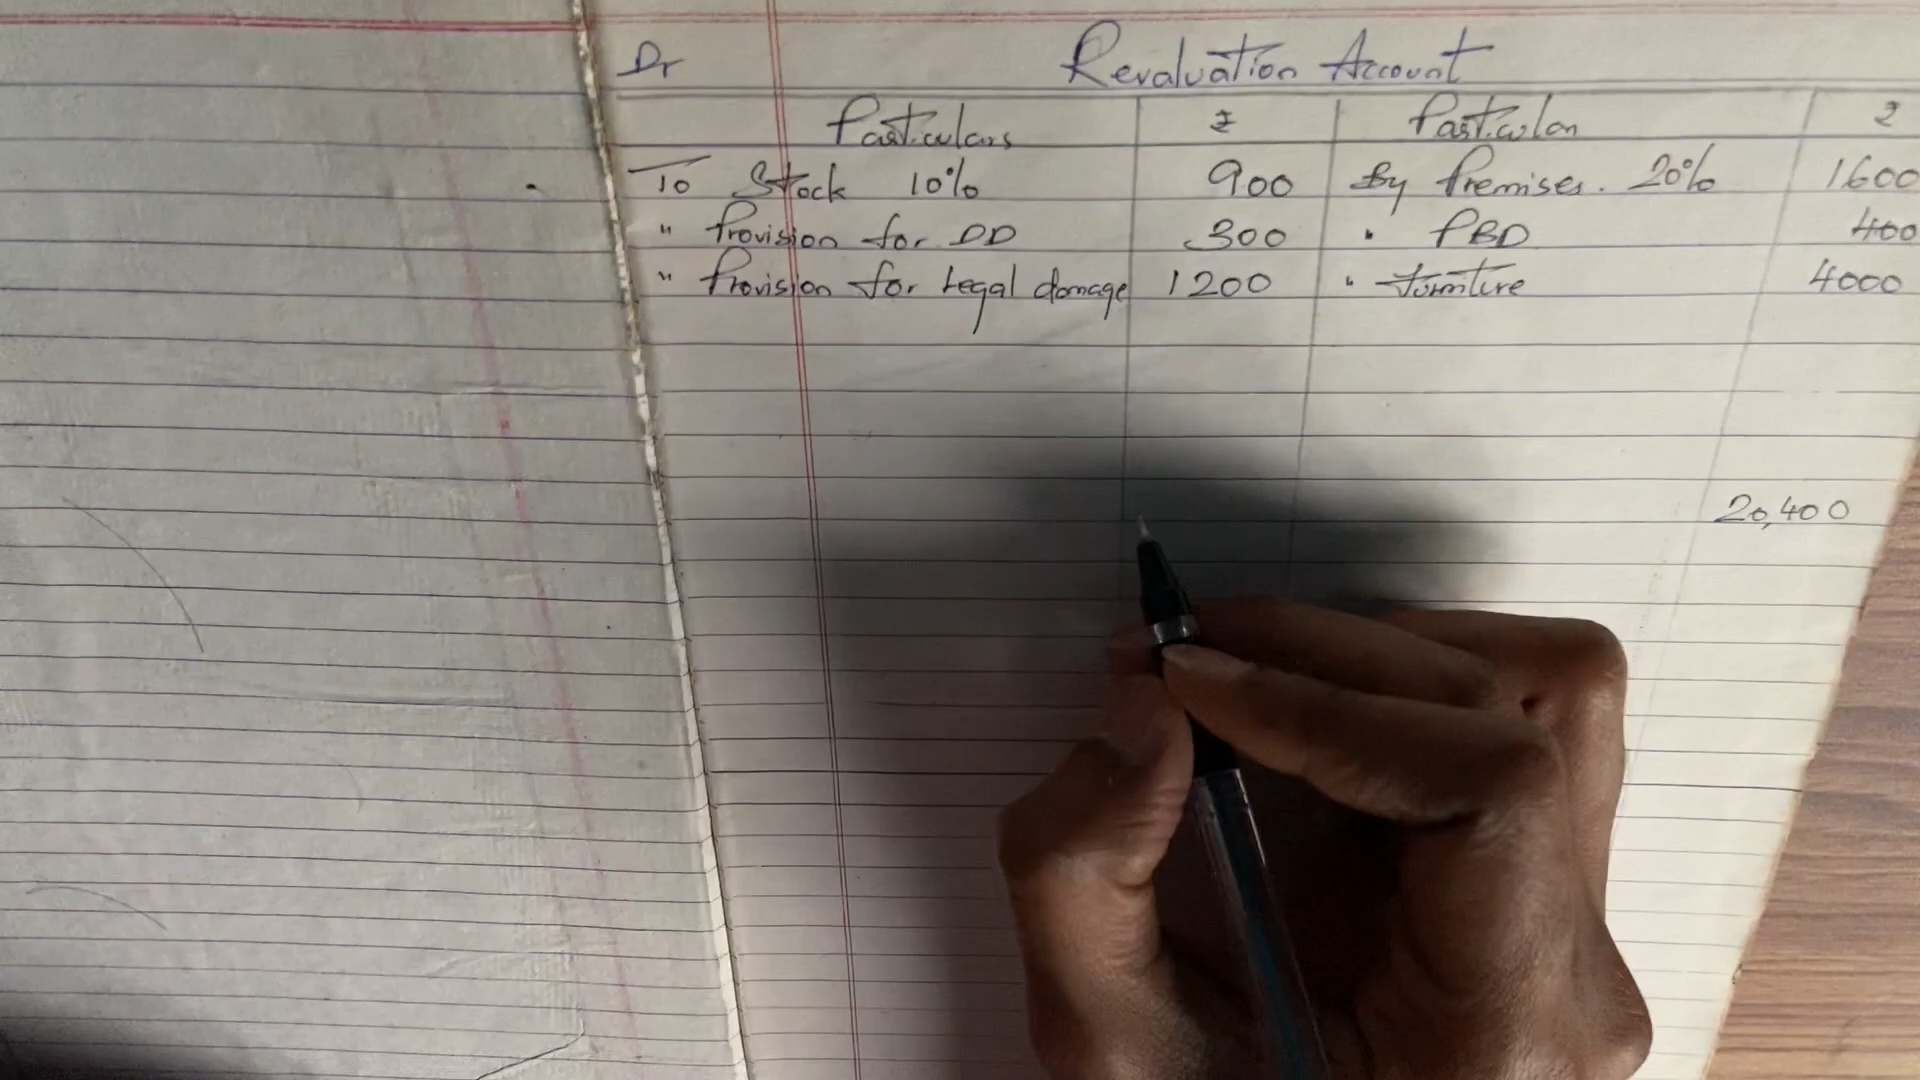 Dr Revaluation Account
Particulars ₹ Particulars ₹
To Stock 10% 900 By Premises. 20% 1600
" Provision for DD 300 " PBD 400
" Provision for Legal damage 1200 " furniture 4000
20,400